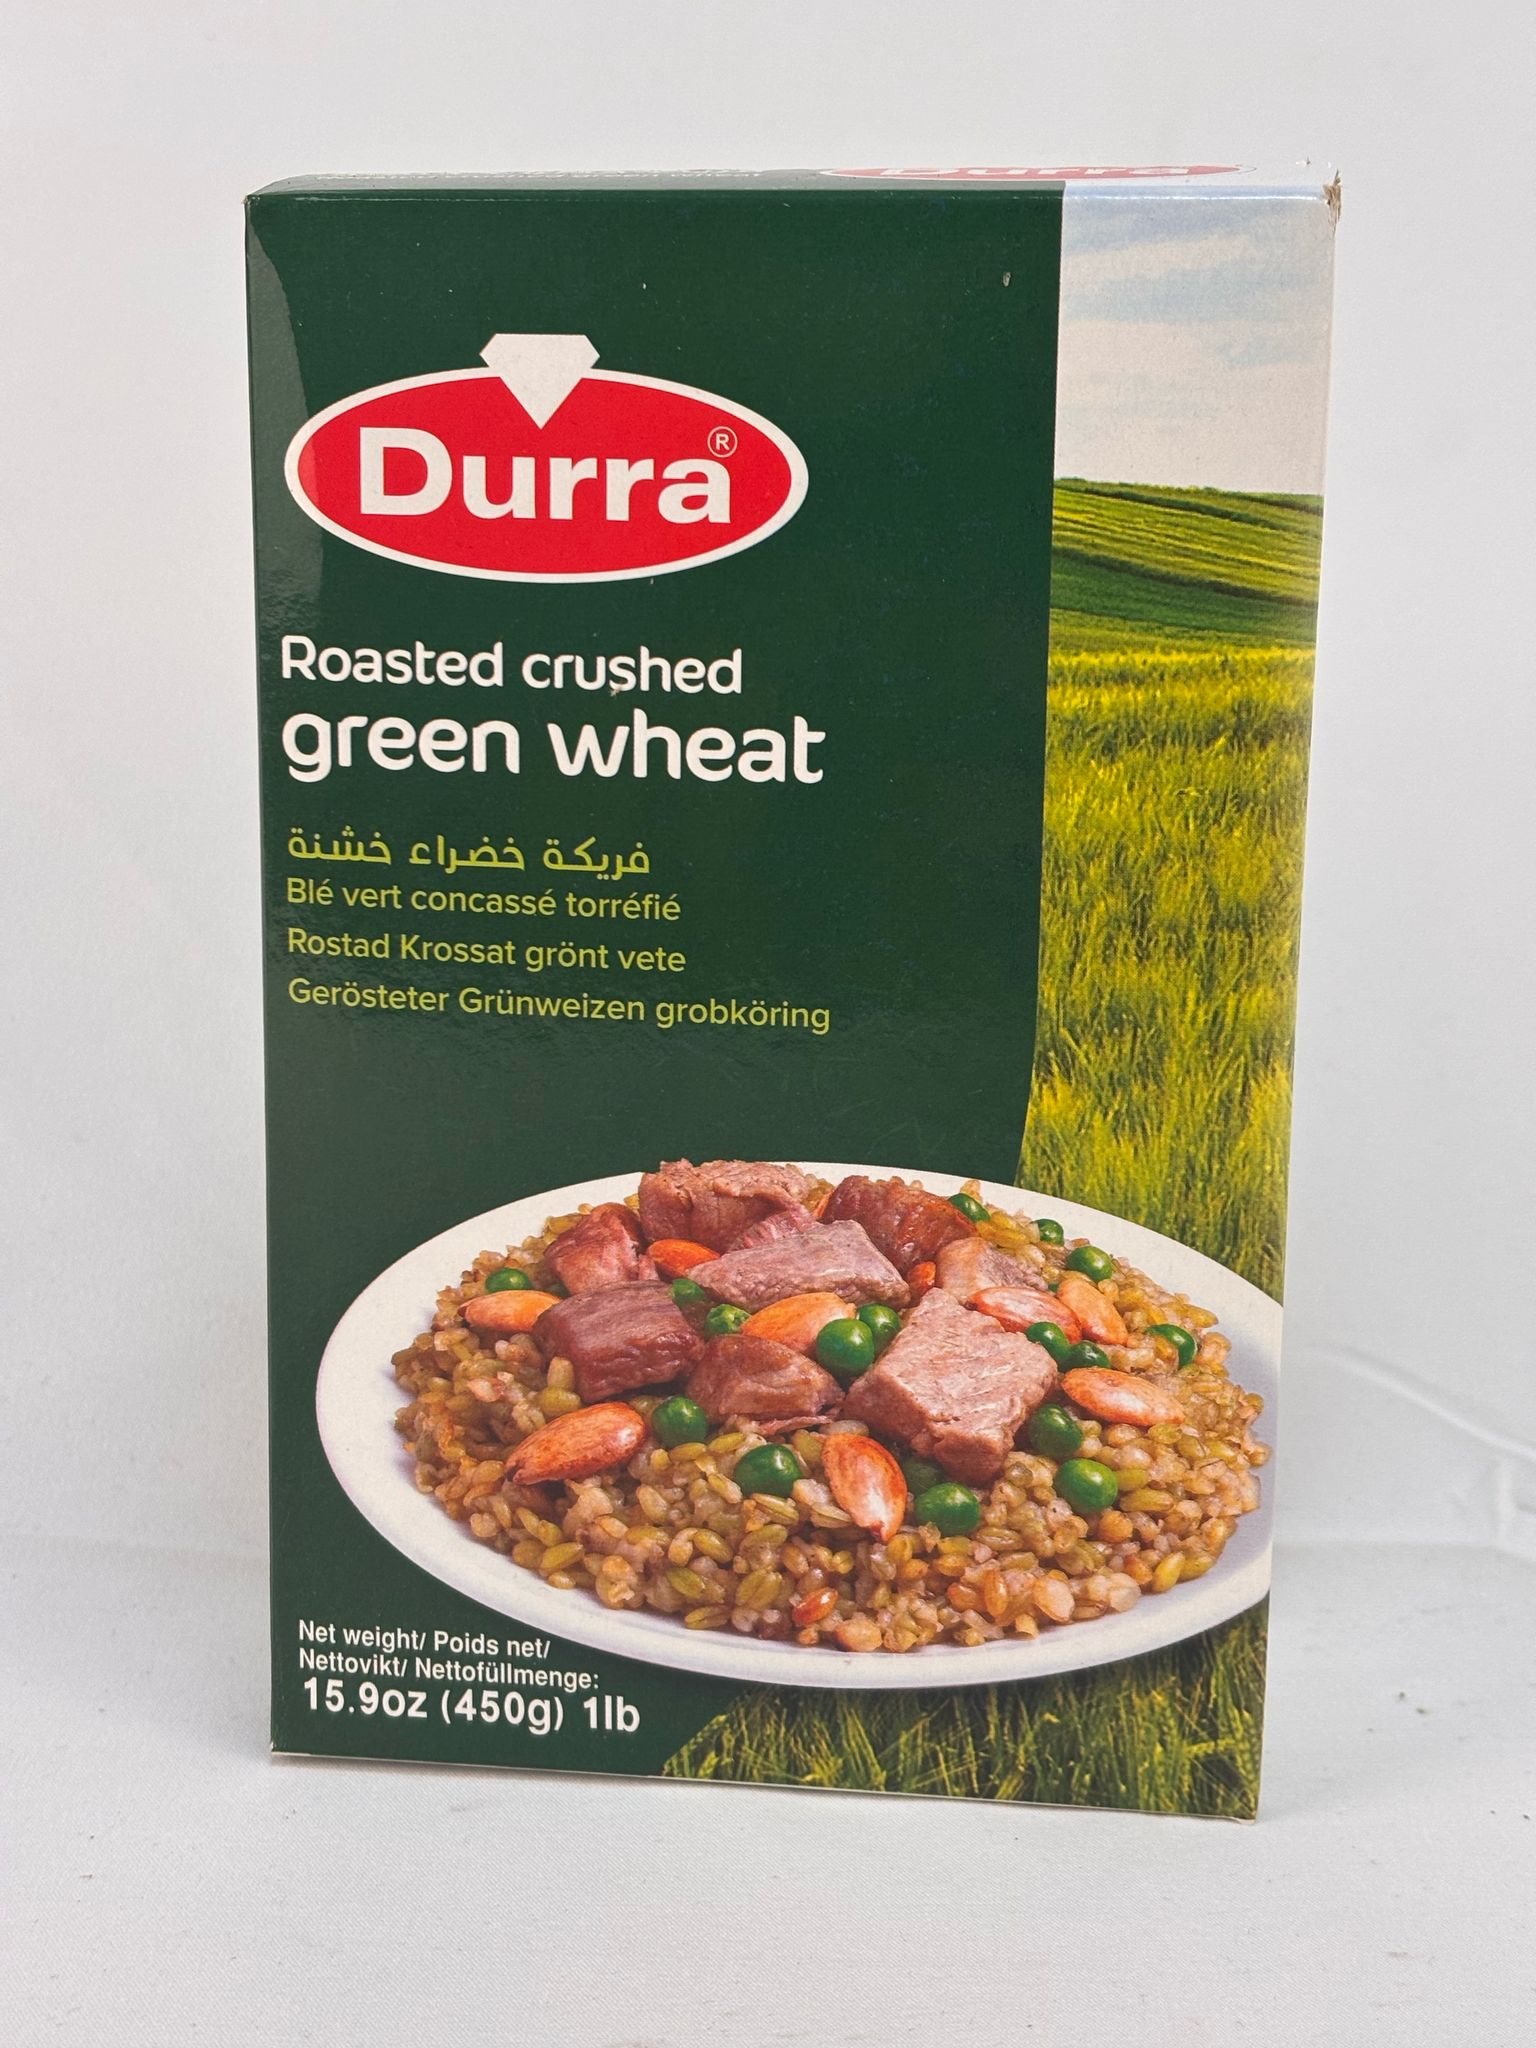 Durra
Durra®
Roasted crushed
green wheat
فريكة خضراء خشنة
Blé vert concassé torréfié
Rostad Krossat grönt vete
Gerösteter Grünweizen grobköring
Net weight/ Poids net/
Nettovikt/ Nettofüllmenge:
15.9oz (450g) 1lb